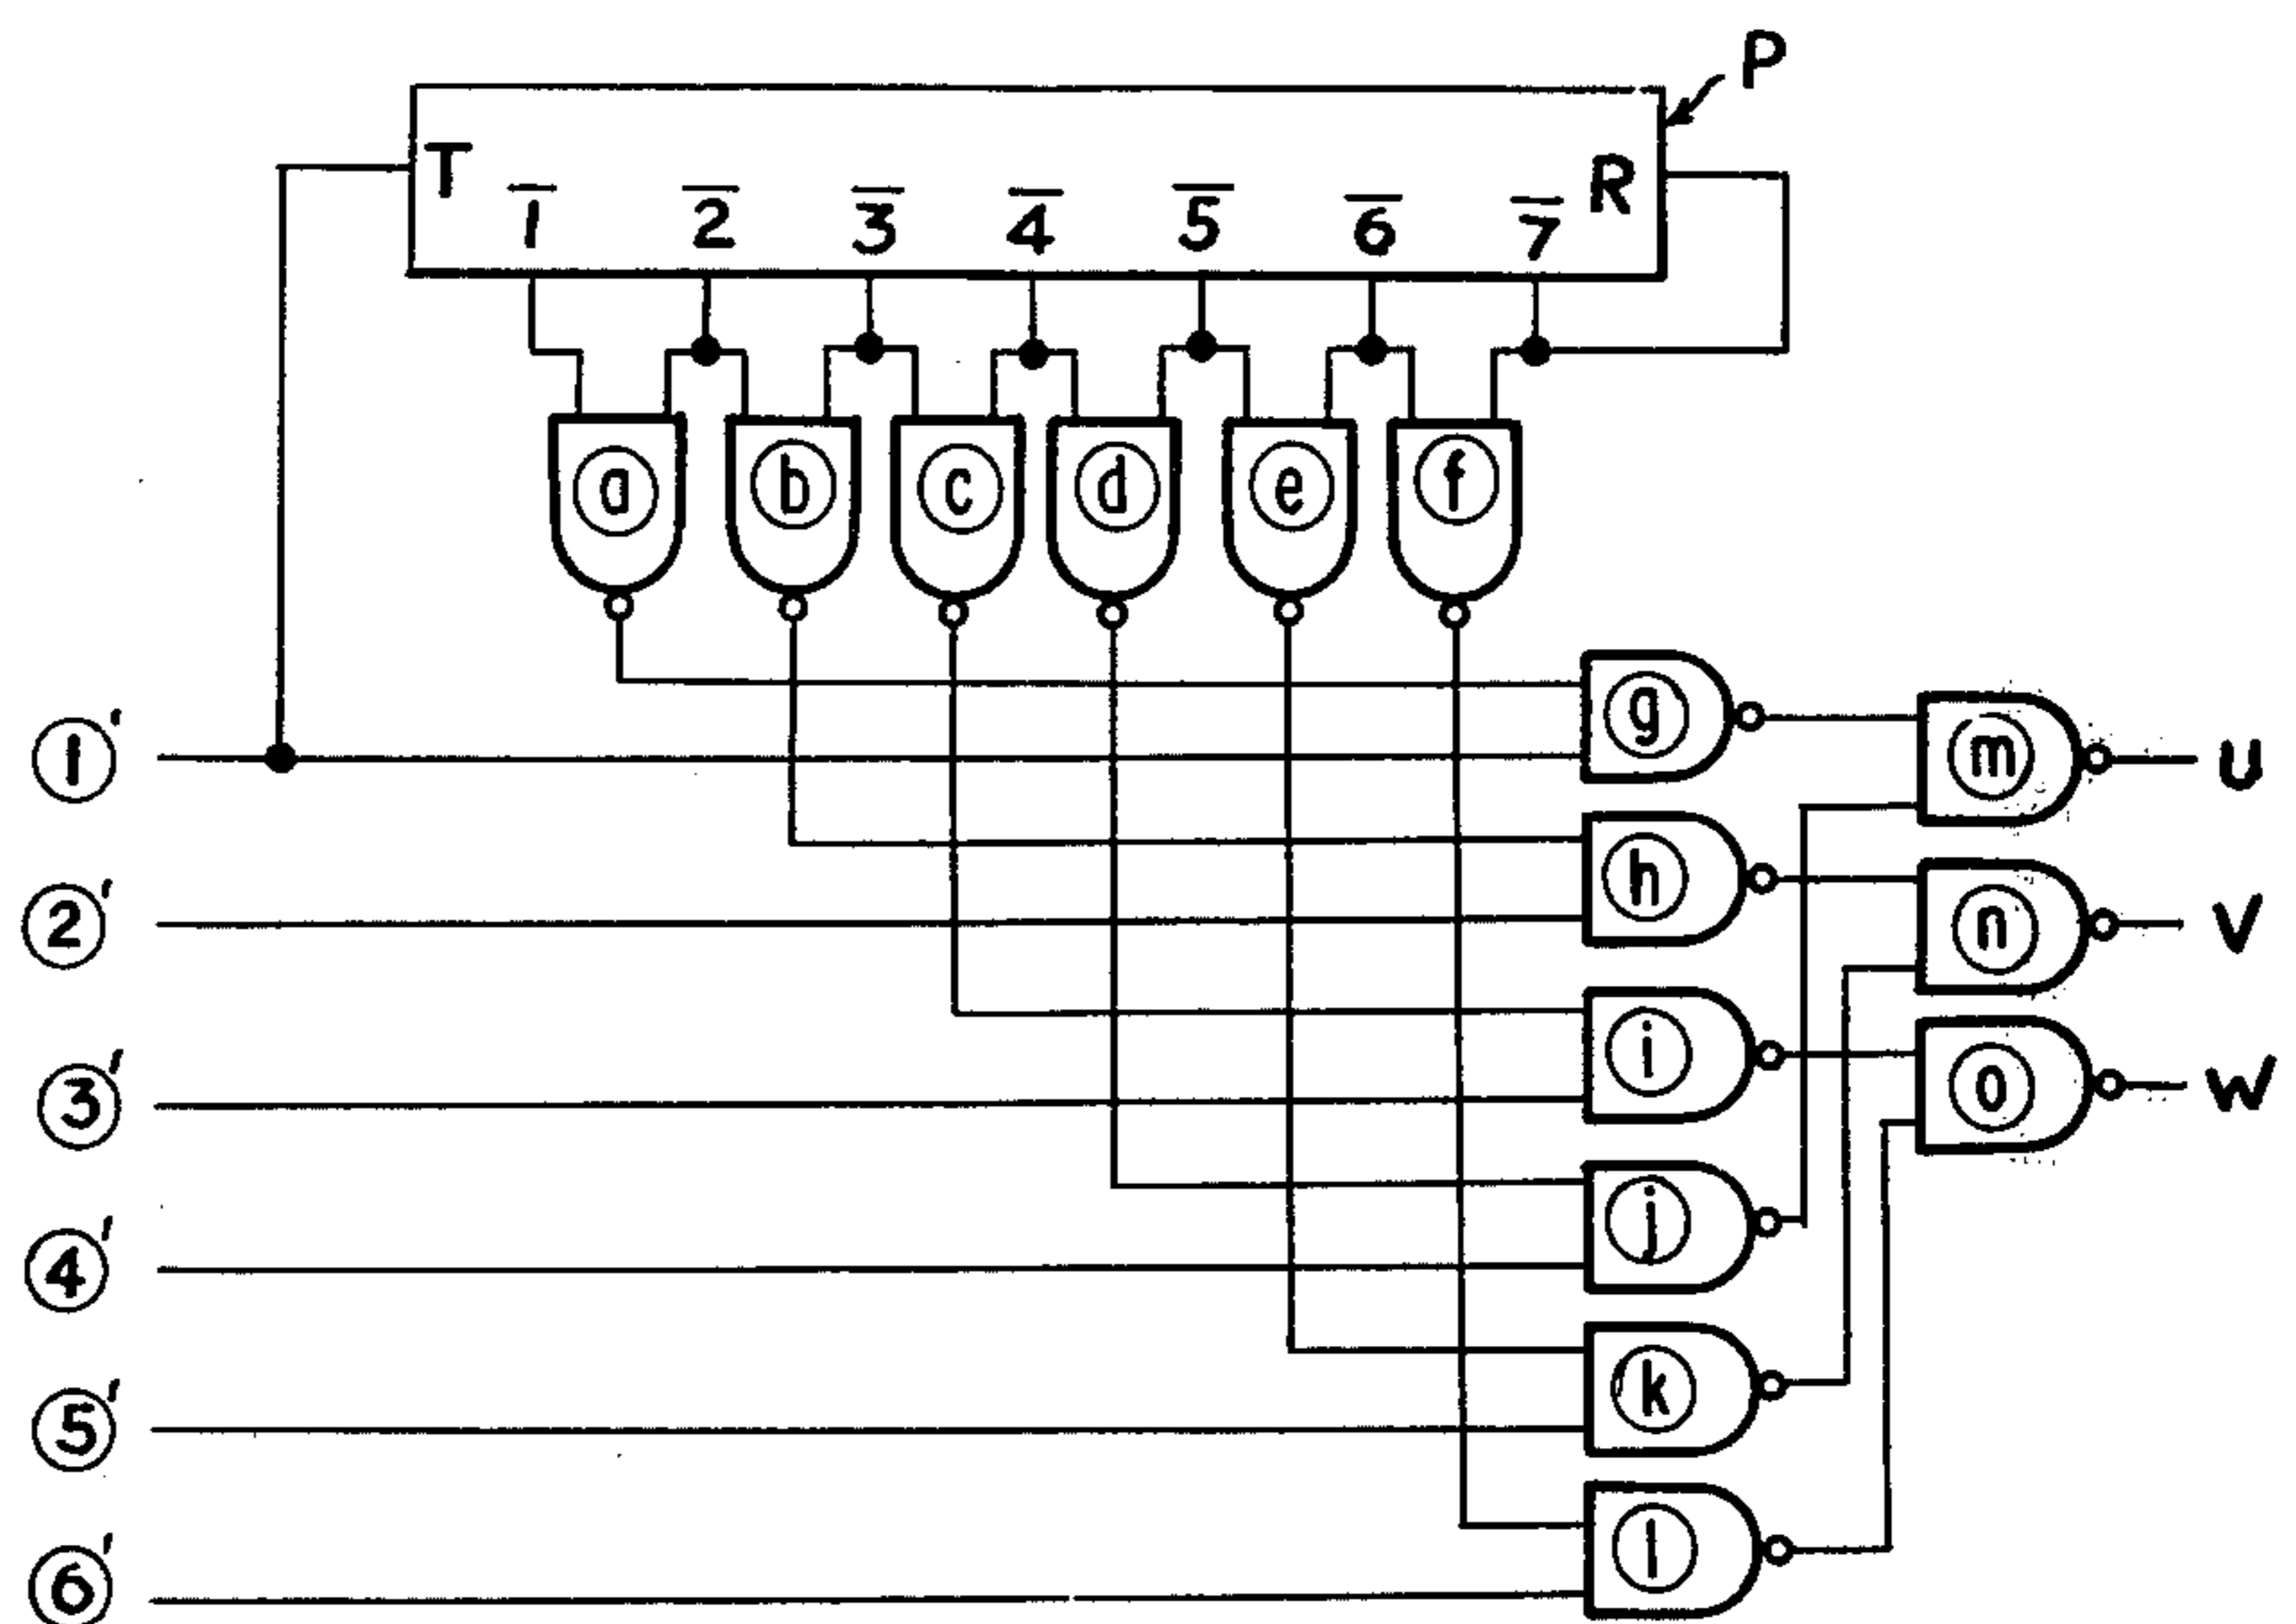 P
T R
1̅ 2̅ 3̅ 4̅ 5̅ 6̅ 7̅
ⓐ ⓑ ⓒ ⓓ ⓔ ⓕ
ⓖ
①' ⓜ U
ⓗ
②' ⓝ V
ⓘ
③' ⓞ W
ⓙ
④'
ⓚ
⑤'
ⓛ
⑥'